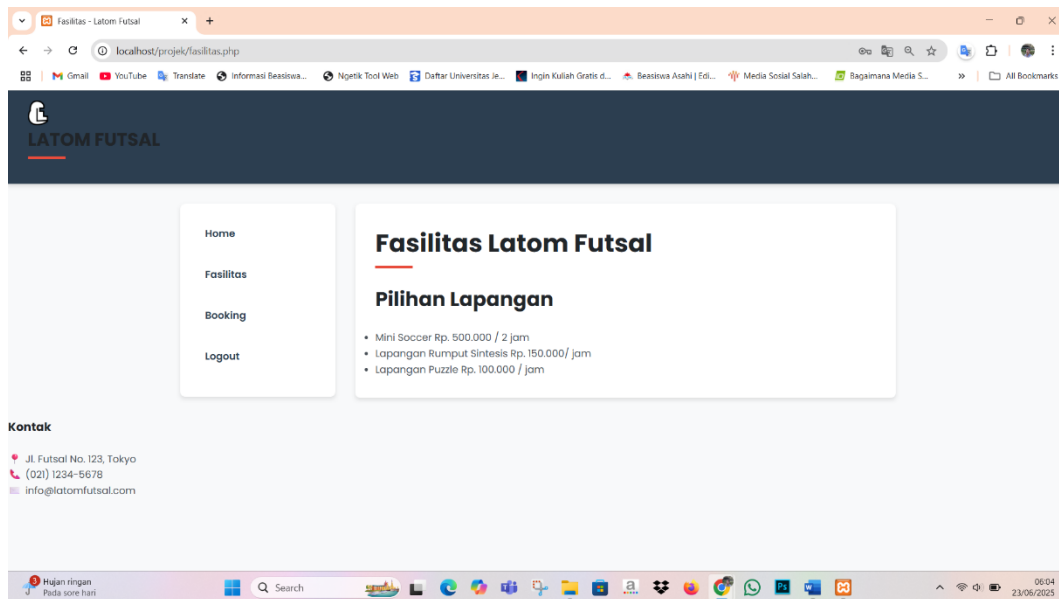 Fasilitas - Latom Futsal
localhost/projek/fasilitas.php
Gmail YouTube Translate Informasi Beasiswa... Ngetik Tool Web Daftar Universitas Je... Ingin Kuliah Gratis d... Beasiswa Asahi | Edi... Media Sosial Salah... Bagaimana Media S... » All Bookmarks
LATOM FUTSAL
Home
Fasilitas
Booking
Logout
Fasilitas Latom Futsal
Pilihan Lapangan
• Mini Soccer Rp. 500.000 / 2 jam
• Lapangan Rumput Sintesis Rp. 150.000/ jam
• Lapangan Puzzle Rp. 100.000 / jam
Kontak
Jl. Futsal No. 123, Tokyo
(021) 1234-5678
info@latomfutsal.com
3 Hujan ringan
Pada sore hari
Search
06:04
23/06/2025